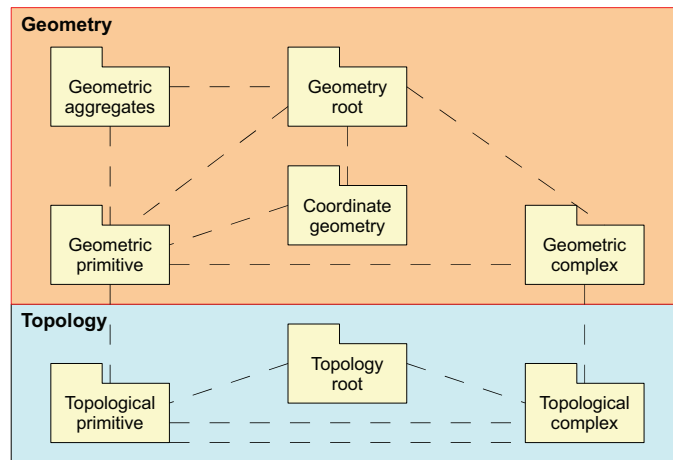 Geometry
Geometric
aggregates
Geometry
root
Coordinate
geometry
Geometric
primitive
Geometric
complex
Topology
Topology
root
Topological
primitive
Topological
complex